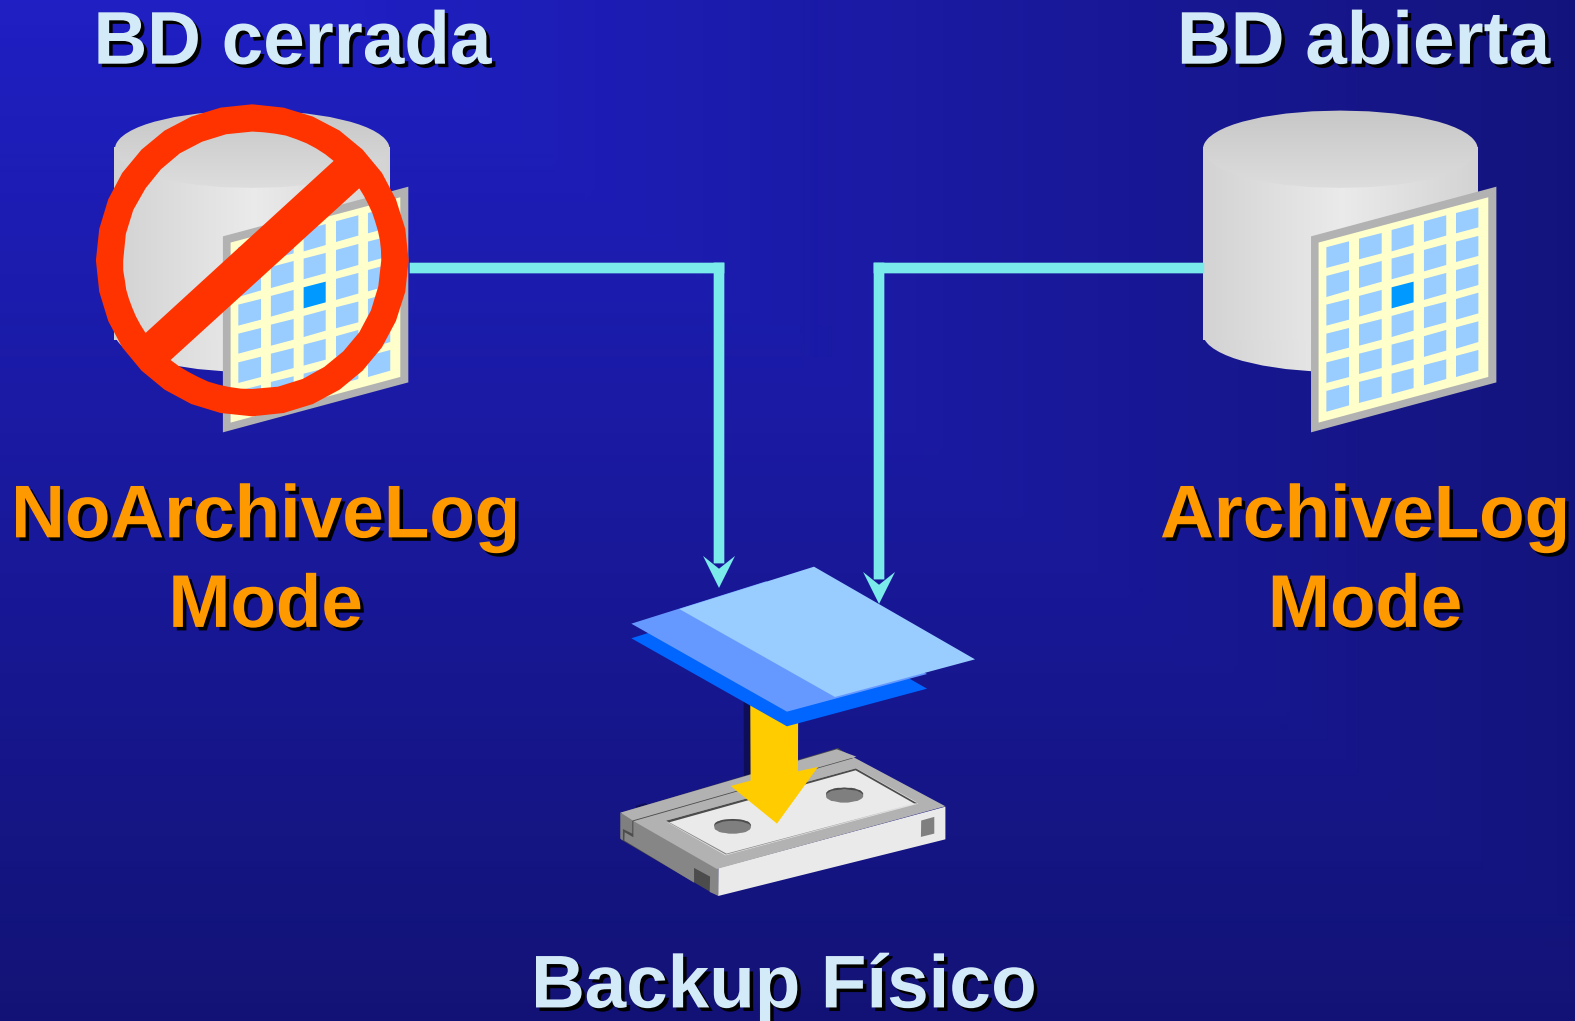 BD cerrada
BD abierta
NoArchiveLog
Mode
ArchiveLog
Mode
Backup Físico